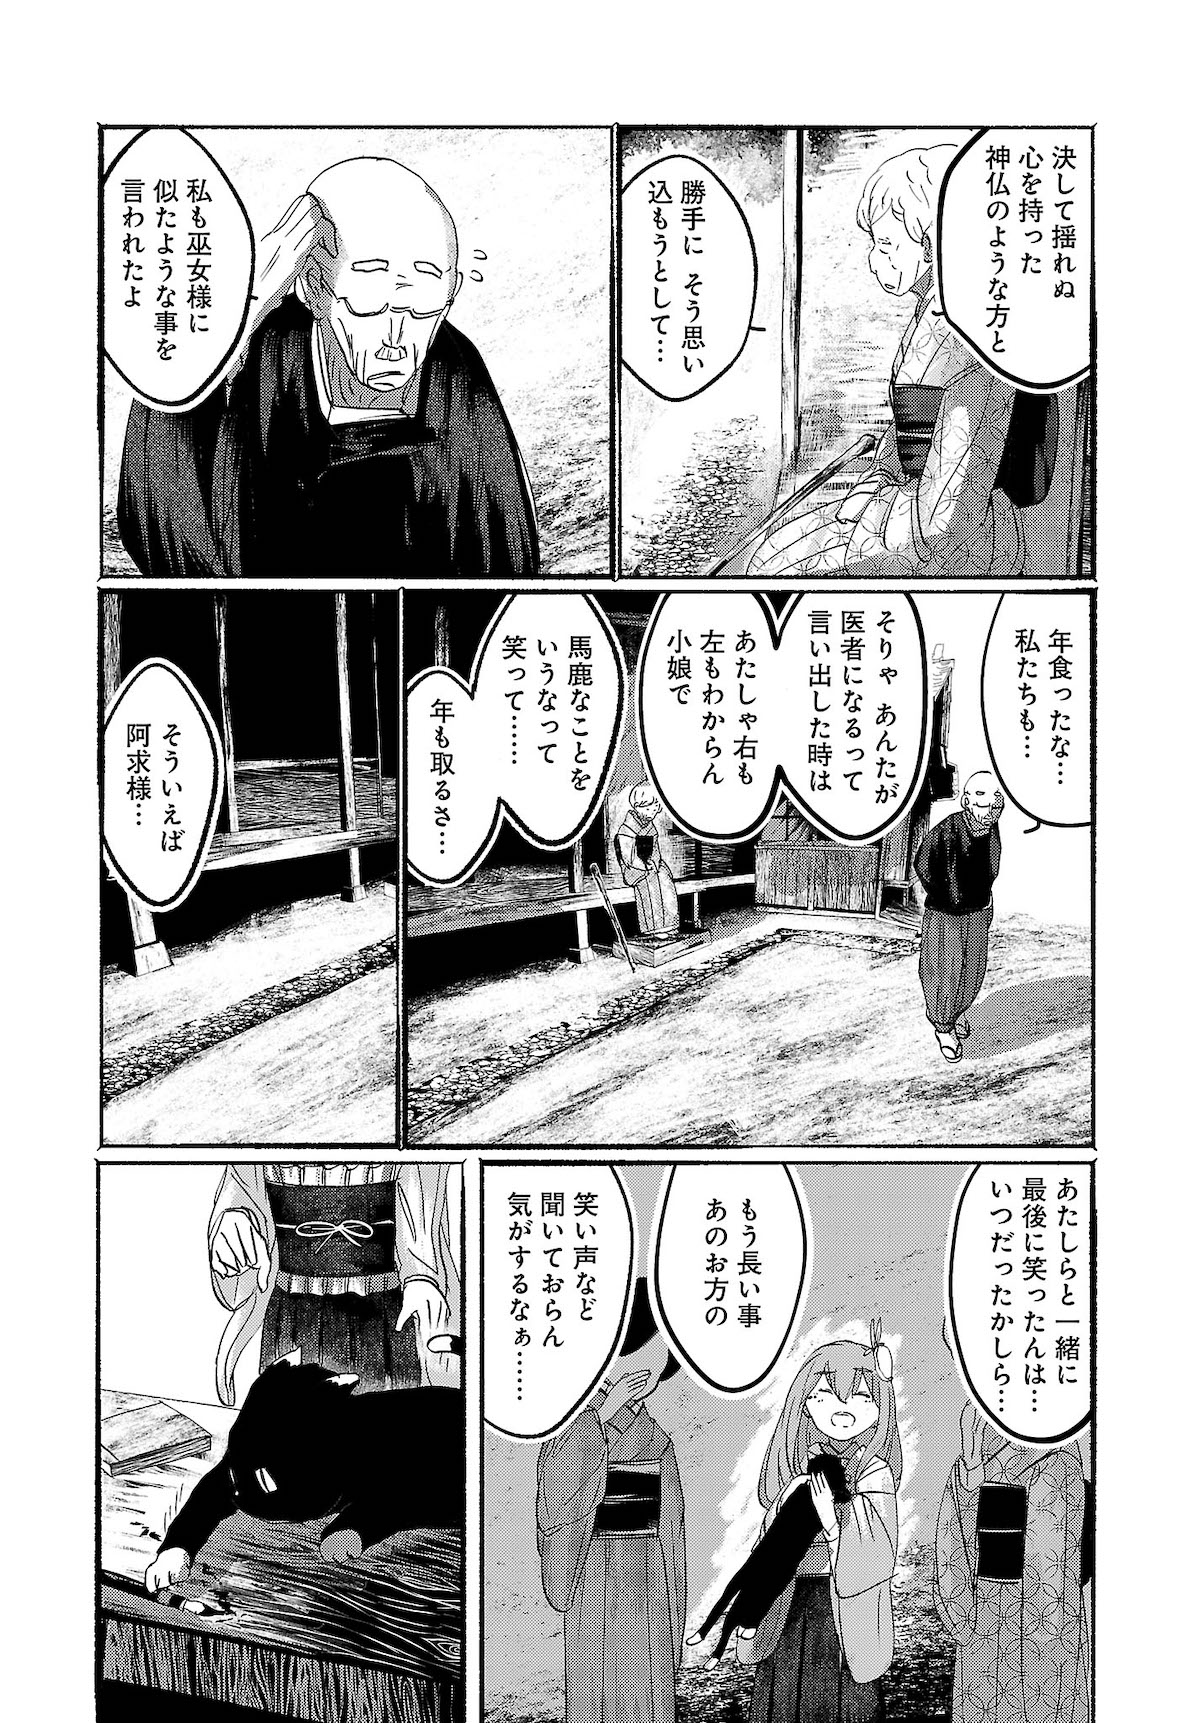 決して揺れぬ
心を持った
神仏のような方と
勝手に そう思い
込もうとして…
私も巫女様に
似たような事を
言われたよ
年食ったな…
私たちも…
そりゃ あんたが
医者になるって
言い出した時は
あたしゃ右も
左もわからん
小娘で
馬鹿なことを
いうなって
笑って……
年も取るさ…
そういえば
阿求様…
あたしらと一緒に
最後に笑ったんは…
いつだったかしら…
もう長い事
あのお方の
笑い声など
聞いておらん
気がするなぁ……